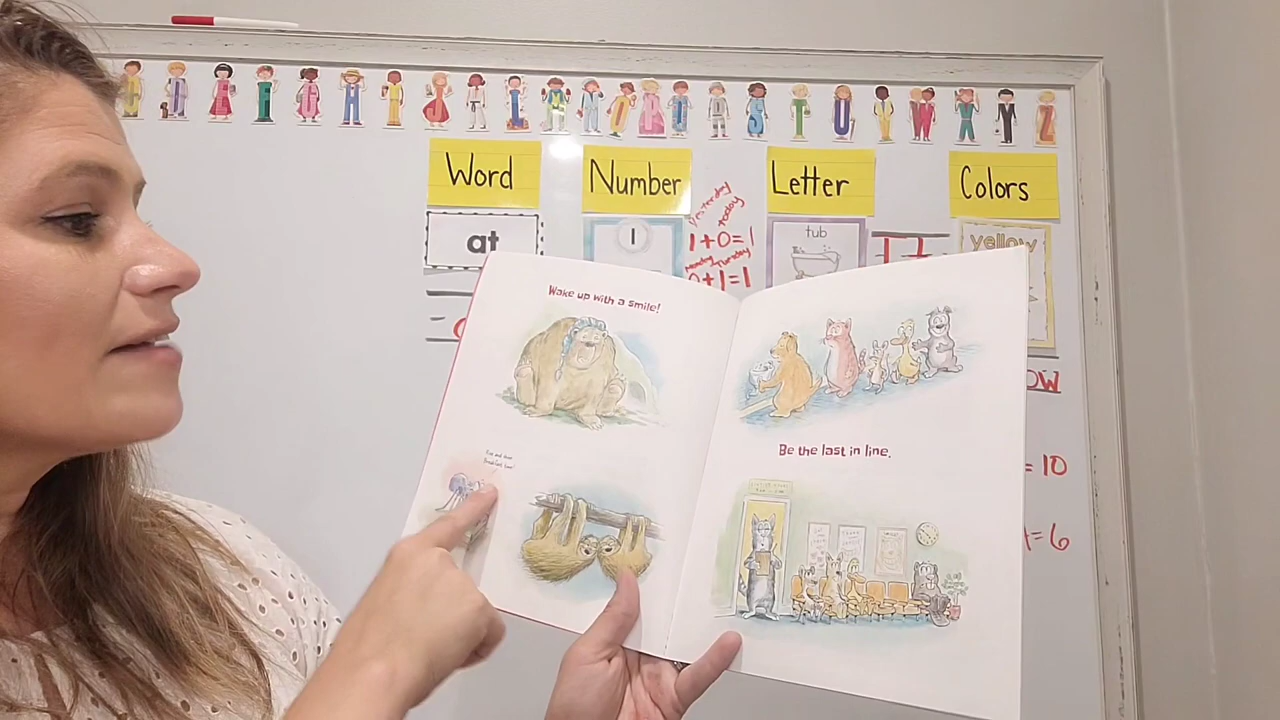 Word
Number
Letter
Colors
at
1
Yesterday
today
1+0=1
Monday
Tuesday
0+1=1
tub
yellow
ow
= 10
=6
Wake up with a smile!
Be the last in line.